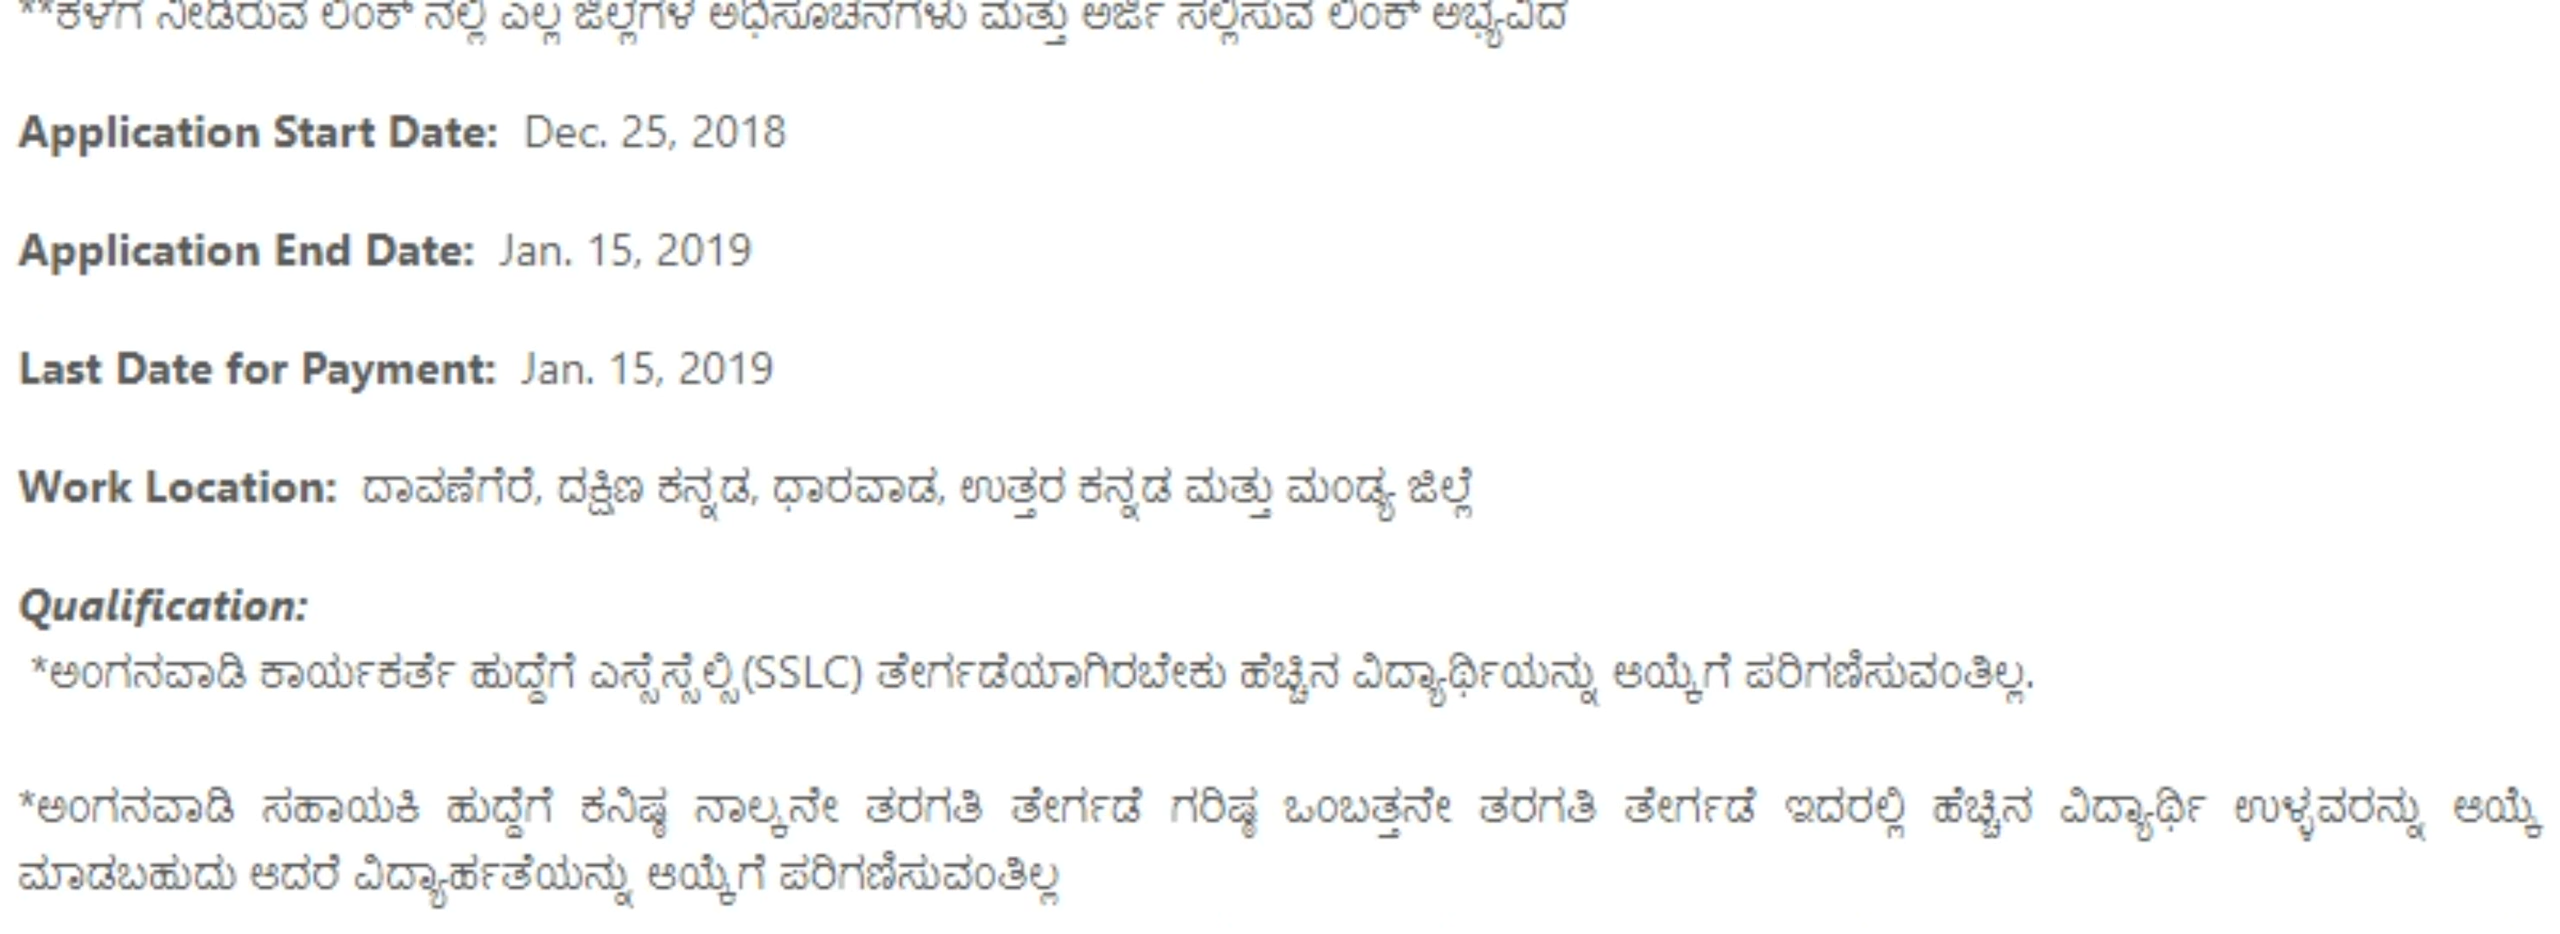 **ಕೆಳಗೆ ನೀಡಿರುವ ಲಿಂಕ್ ನಲ್ಲಿ ಎಲ್ಲ ಜಿಲ್ಲೆಗಳ ಅಧಿಸೂಚನೆಗಳು ಮತ್ತು ಅರ್ಜಿ ಸಲ್ಲಿಸುವ ಲಿಂಕ್ ಅಭ್ಯವಿದೆ
Application Start Date: Dec. 25, 2018
Application End Date: Jan. 15, 2019
Last Date for Payment: Jan. 15, 2019
Work Location: ದಾವಣೆಗೆರೆ, ದಕ್ಷಿಣ ಕನ್ನಡ, ಧಾರವಾಡ, ಉತ್ತರ ಕನ್ನಡ ಮತ್ತು ಮಂಡ್ಯ ಜಿಲ್ಲೆ
Qualification:
*ಅಂಗನವಾಡಿ ಕಾರ್ಯಕರ್ತೆ ಹುದ್ದೆಗೆ ಎಸ್ಸೆಸ್ಸೆಲ್ಸಿ(SSLC) ತೇರ್ಗಡೆಯಾಗಿರಬೇಕು ಹೆಚ್ಚಿನ ವಿದ್ಯಾರ್ಥಿಯನ್ನು ಆಯ್ಕೆಗೆ ಪರಿಗಣಿಸುವಂತಿಲ್ಲ.
*ಅಂಗನವಾಡಿ ಸಹಾಯಕಿ ಹುದ್ದೆಗೆ ಕನಿಷ್ಠ ನಾಲ್ಕನೇ ತರಗತಿ ತೇರ್ಗಡೆ ಗರಿಷ್ಠ ಒಂಬತ್ತನೇ ತರಗತಿ ತೇರ್ಗಡೆ ಇದರಲ್ಲಿ ಹೆಚ್ಚಿನ ವಿದ್ಯಾರ್ಥಿ ಉಳ್ಳವರನ್ನು ಆಯ್ಕೆ
ಮಾಡಬಹುದು ಆದರೆ ವಿದ್ಯಾರ್ಹತೆಯನ್ನು ಆಯ್ಕೆಗೆ ಪರಿಗಣಿಸುವಂತಿಲ್ಲ